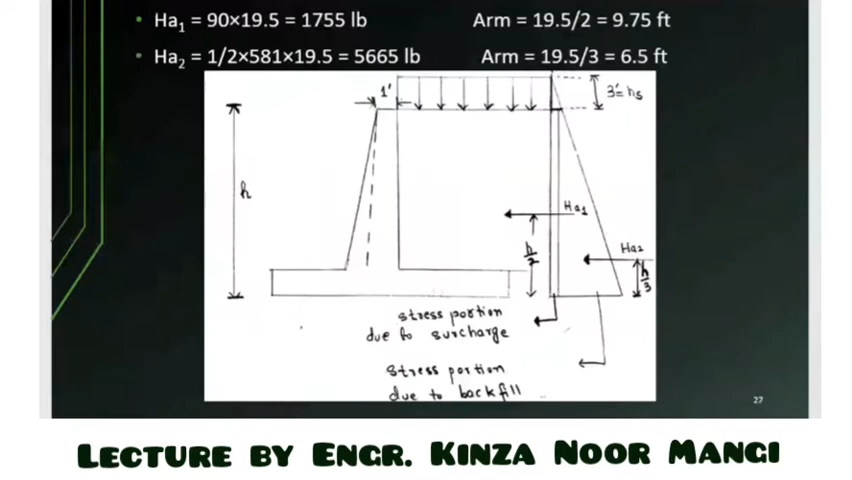 • Ha₁ = 90×19.5 = 1755 lb Arm = 19.5/2 = 9.75 ft
• Ha₂ = 1/2×581×19.5 = 5665 lb Arm = 19.5/3 = 6.5 ft
1'
3'=hs
h
Ha1
h/2
Ha2
h/3
stress portion
due to surcharge
stress portion
due to backfill
27
Lecture by Engr. Kinza Noor Mangi